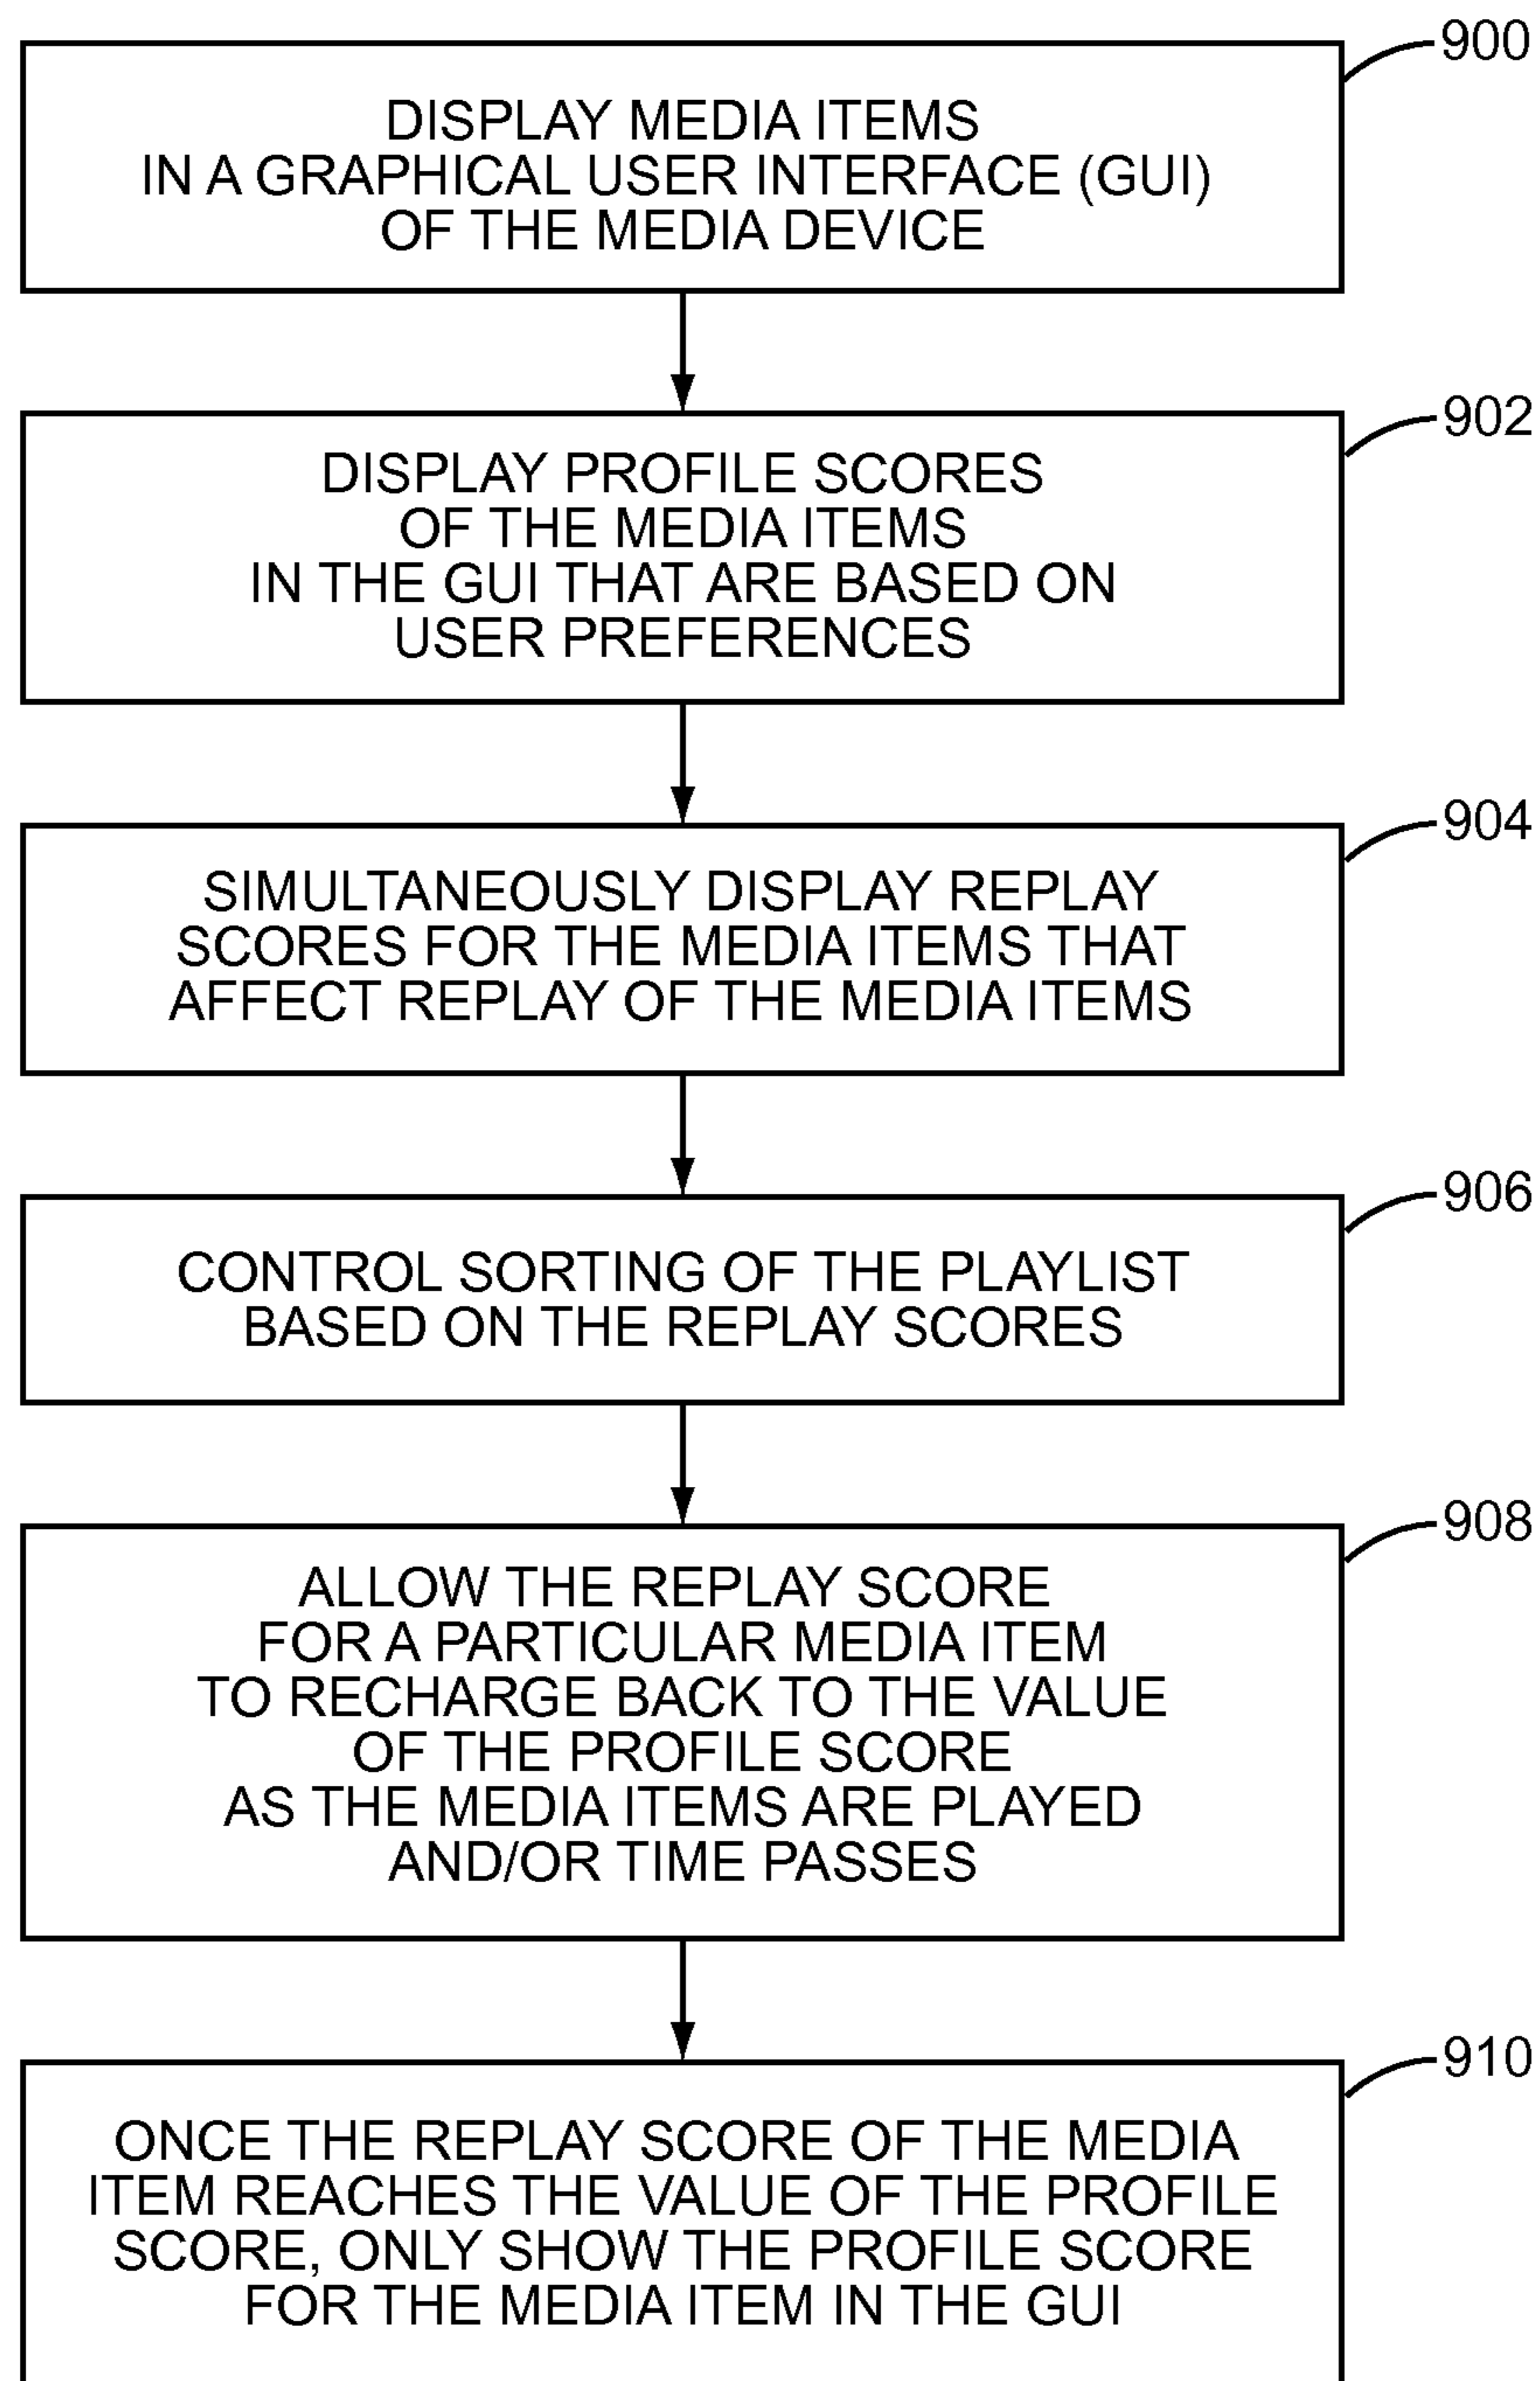 900
DISPLAY MEDIA ITEMS
IN A GRAPHICAL USER INTERFACE (GUI)
OF THE MEDIA DEVICE
902
DISPLAY PROFILE SCORES
OF THE MEDIA ITEMS
IN THE GUI THAT ARE BASED ON
USER PREFERENCES
904
SIMULTANEOUSLY DISPLAY REPLAY
SCORES FOR THE MEDIA ITEMS THAT
AFFECT REPLAY OF THE MEDIA ITEMS
906
CONTROL SORTING OF THE PLAYLIST
BASED ON THE REPLAY SCORES
908
ALLOW THE REPLAY SCORE
FOR A PARTICULAR MEDIA ITEM
TO RECHARGE BACK TO THE VALUE
OF THE PROFILE SCORE
AS THE MEDIA ITEMS ARE PLAYED
AND/OR TIME PASSES
910
ONCE THE REPLAY SCORE OF THE MEDIA
ITEM REACHES THE VALUE OF THE PROFILE
SCORE, ONLY SHOW THE PROFILE SCORE
FOR THE MEDIA ITEM IN THE GUI